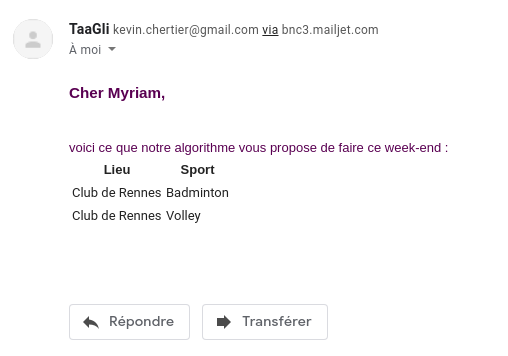 TaaGli kevin.chertier@gmail.com via bnc3.mailjet.com
À moi
Cher Myriam,
voici ce que notre algorithme vous propose de faire ce week-end :
Lieu Sport
Club de Rennes Badminton
Club de Rennes Volley
Répondre Transférer